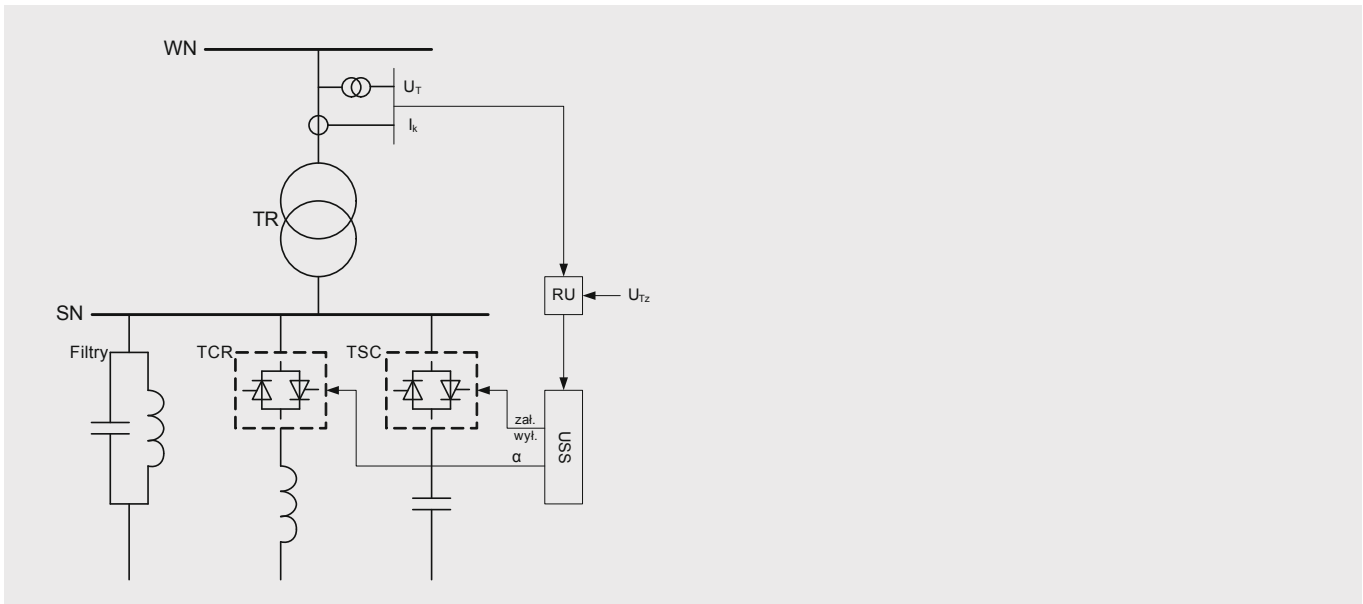 WN
U_T
I_k
TR
RU
U_Tz
SN
Filtry
TCR
TSC
zał.
wył.
α
USS